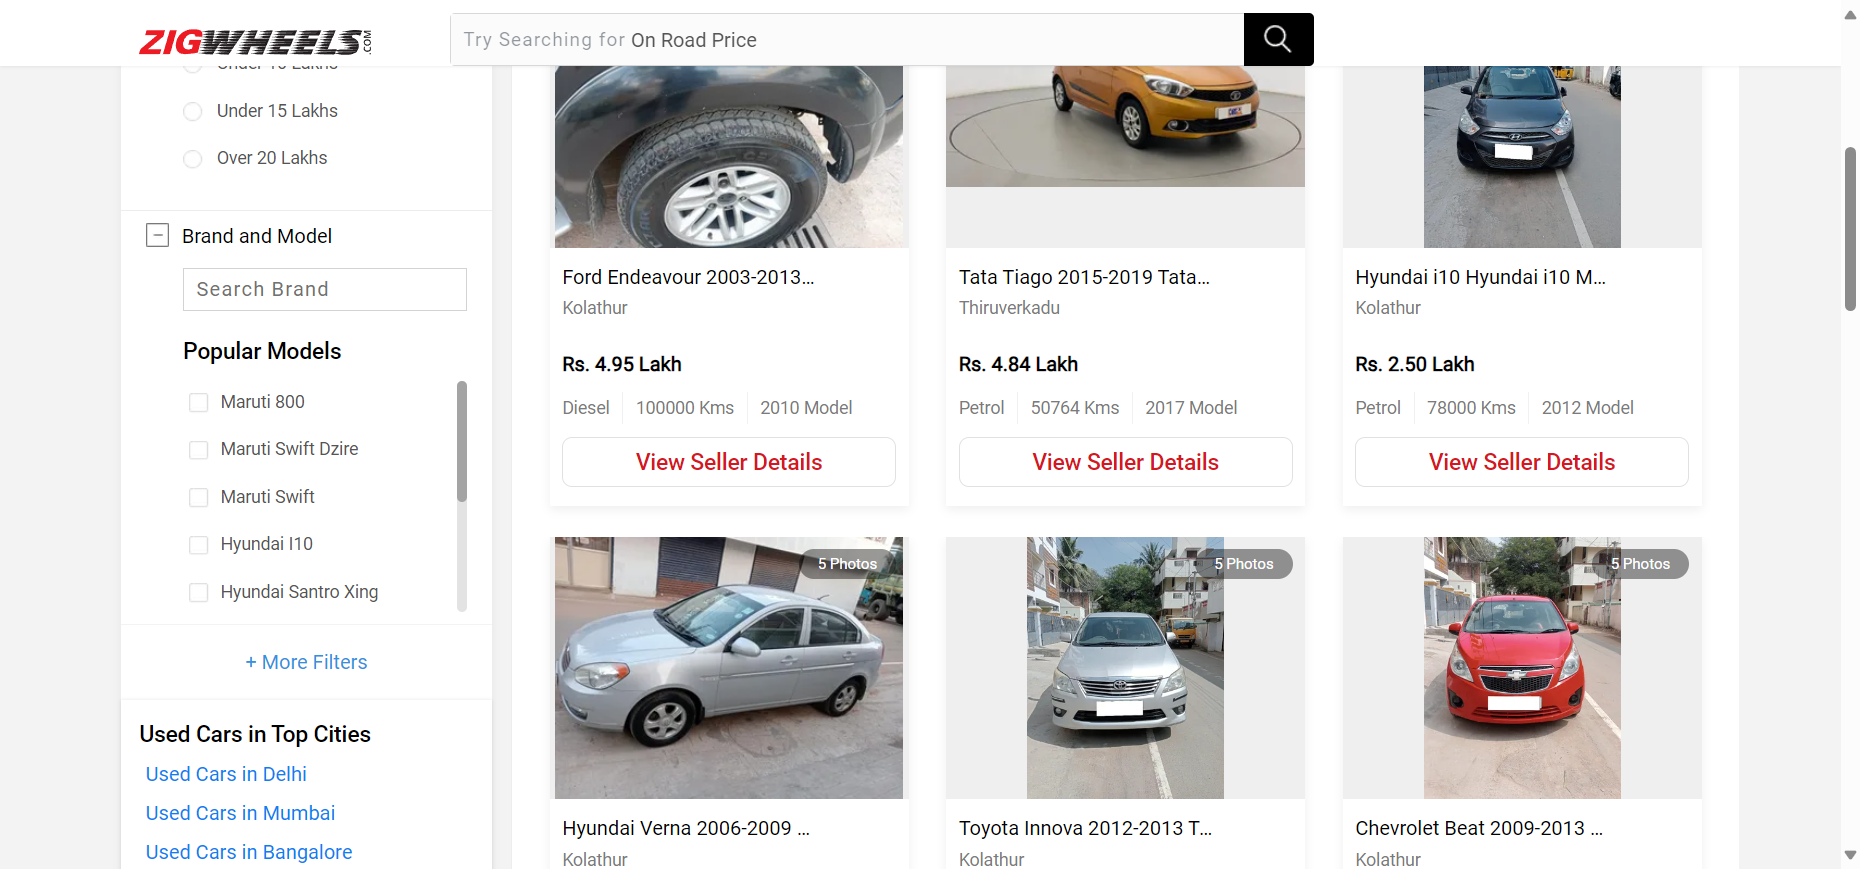 ZIGWHEELS.COM
Try Searching for On Road Price
Under 15 Lakhs
Over 20 Lakhs
Brand and Model
Search Brand
Popular Models
Maruti 800
Maruti Swift Dzire
Maruti Swift
Hyundai I10
Hyundai Santro Xing
+ More Filters
Used Cars in Top Cities
Used Cars in Delhi
Used Cars in Mumbai
Used Cars in Bangalore
Ford Endeavour 2003-2013...
Kolathur
Rs. 4.95 Lakh
Diesel 100000 Kms 2010 Model
View Seller Details
Tata Tiago 2015-2019 Tata...
Thiruverkadu
Rs. 4.84 Lakh
Petrol 50764 Kms 2017 Model
View Seller Details
Hyundai i10 Hyundai i10 M...
Kolathur
Rs. 2.50 Lakh
Petrol 78000 Kms 2012 Model
View Seller Details
5 Photos
Hyundai Verna 2006-2009 ...
Kolathur
5 Photos
Toyota Innova 2012-2013 T...
Kolathur
5 Photos
Chevrolet Beat 2009-2013 ...
Kolathur